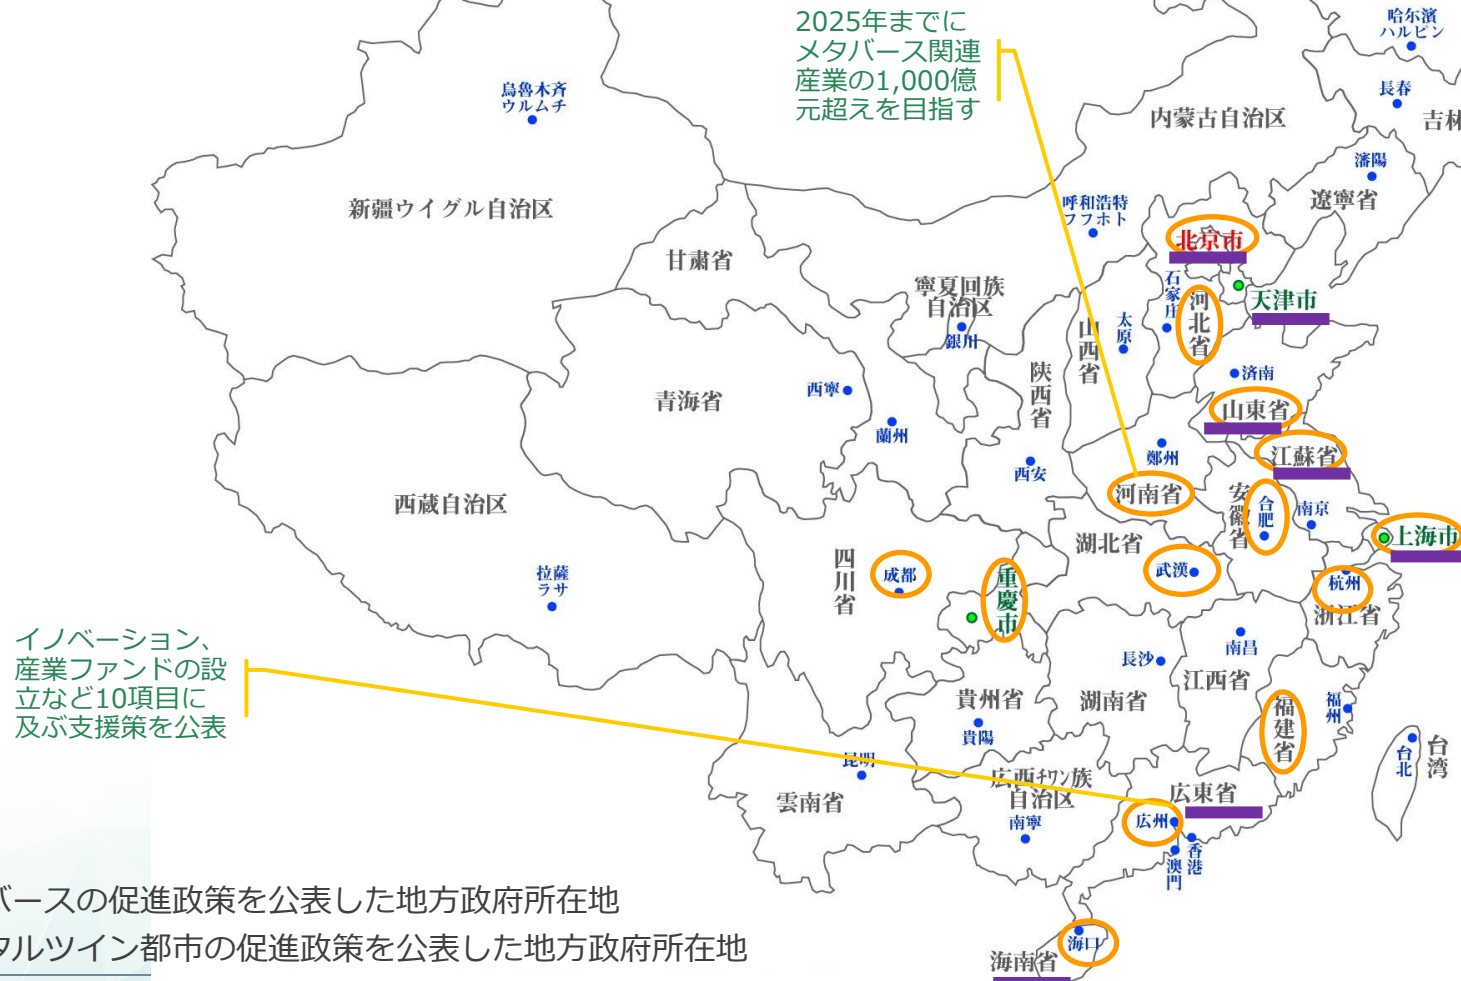 2025年までに
メタバース関連
産業の1,000億
元超えを目指す
哈尔濱
ハルピン
長春
吉林
内蒙古自治区
烏魯木斉
ウルムチ
瀋陽
遼寧省
呼和浩特
フフホト
新疆ウイグル自治区
北京市
甘粛省
寧夏回族
自治区
銀川
石家庄
河北省
天津市
太原
山西省
陝西省
済南
西寧
青海省
山東省
蘭州
鄭州
江蘇省
西安
西蔵自治区
河南省
安徽省
合肥
南京
上海市
湖北省
四川省
成都
重慶市
武漢
杭州
浙江省
拉薩
ラサ
イノベーション、
産業ファンドの設
立など10項目に
及ぶ支援策を公表
長沙
南昌
江西省
貴州省
貴陽
湖南省
福建省
福州
台北
台湾
昆明
雲南省
広西チワン族
自治区
南寧
広東省
広州
香港
澳門
バースの促進政策を公表した地方政府所在地
タルツイン都市の促進政策を公表した地方政府所在地
海口
海南省